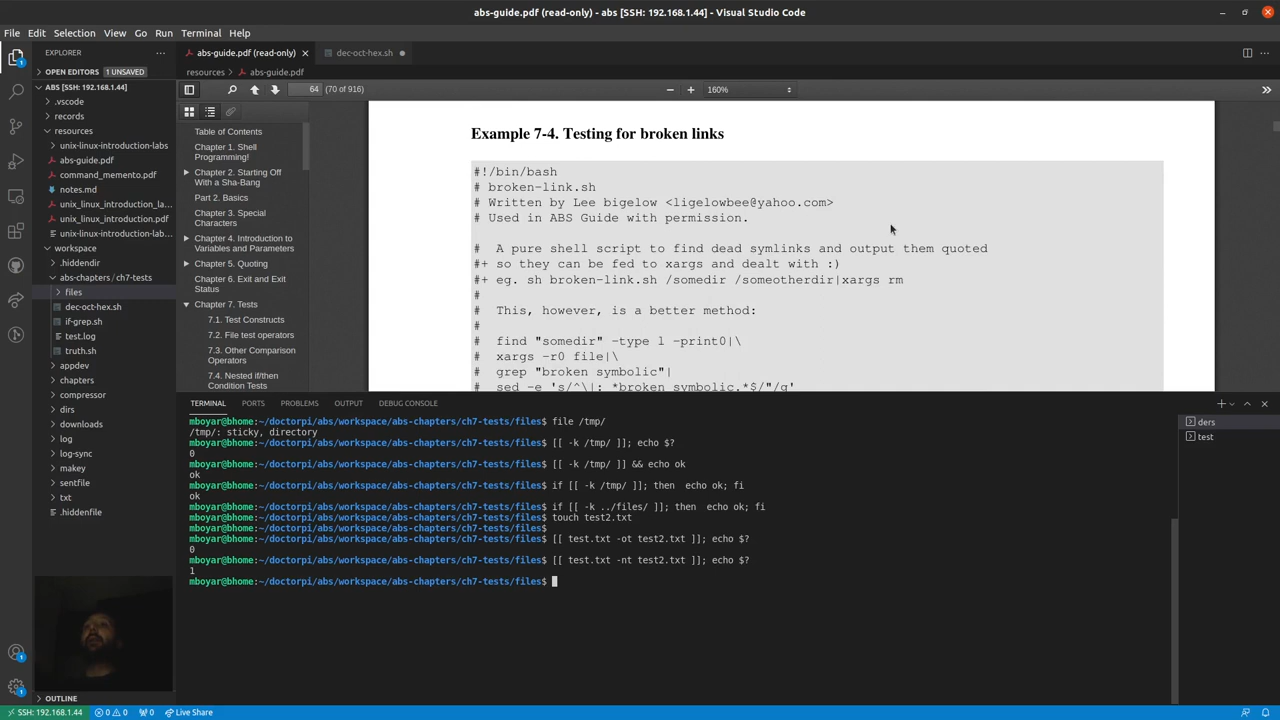 abs-guide.pdf (read-only) - abs [SSH: 192.168.1.44] - Visual Studio Code
File Edit Selection View Go Run Terminal Help
EXPLORER
OPEN EDITORS 1 UNSAVED
ABS [SSH: 192.168.1.44]
.vscode
records
resources
unix-linux-introduction-labs
abs-guide.pdf
command_memento.pdf
notes.md
unix_linux_introduction_la...
unix_linux_introduction.pdf
unix-linux-introduction-lab...
workspace
.hiddendir
abs-chapters / ch7-tests
files
dec-oct-hex.sh
if-grep.sh
test.log
truth.sh
appdev
chapters
compressor
dirs
downloads
log
log-sync
makey
sentfile
txt
.hiddenfile
OUTLINE
abs-guide.pdf (read-only)
dec-oct-hex.sh
resources > abs-guide.pdf
64 (70 of 916)
160%
Table of Contents
Chapter 1. Shell
Programming!
Chapter 2. Starting Off
With a Sha-Bang
Part 2. Basics
Chapter 3. Special
Characters
Chapter 4. Introduction to
Variables and Parameters
Chapter 5. Quoting
Chapter 6. Exit and Exit
Status
Chapter 7. Tests
7.1. Test Constructs
7.2. File test operators
7.3. Other Comparison
Operators
7.4. Nested if/then
Condition Tests
Example 7-4. Testing for broken links
#!/bin/bash
# broken-link.sh
# Written by Lee bigelow <ligelowbee@yahoo.com>
# Used in ABS Guide with permission.
#  A pure shell script to find dead symlinks and output them quoted
#+ so they can be fed to xargs and dealt with :)
#+ eg. sh broken-link.sh /somedir /someotherdir|xargs rm
#
#  This, however, is a better method:
#
#  find "somedir" -type l -print0|\
#  xargs -r0 file|\
#  grep "broken symbolic"|
#  sed -e 's/^\|: *broken symbolic.*$/"/g'
TERMINAL PORTS PROBLEMS OUTPUT DEBUG CONSOLE
mboyar@bhome:~/doctorpi/abs/workspace/abs-chapters/ch7-tests/files$ file /tmp/
/tmp/: sticky, directory
mboyar@bhome:~/doctorpi/abs/workspace/abs-chapters/ch7-tests/files$ [[ -k /tmp/ ]]; echo $?
0
mboyar@bhome:~/doctorpi/abs/workspace/abs-chapters/ch7-tests/files$ [[ -k /tmp/ ]] && echo ok
ok
mboyar@bhome:~/doctorpi/abs/workspace/abs-chapters/ch7-tests/files$ if [[ -k /tmp/ ]]; then  echo ok; fi
ok
mboyar@bhome:~/doctorpi/abs/workspace/abs-chapters/ch7-tests/files$ if [[ -k ../files/ ]]; then  echo ok; fi
mboyar@bhome:~/doctorpi/abs/workspace/abs-chapters/ch7-tests/files$ touch test2.txt
mboyar@bhome:~/doctorpi/abs/workspace/abs-chapters/ch7-tests/files$
mboyar@bhome:~/doctorpi/abs/workspace/abs-chapters/ch7-tests/files$ [[ test.txt -ot test2.txt ]]; echo $?
0
mboyar@bhome:~/doctorpi/abs/workspace/abs-chapters/ch7-tests/files$ [[ test.txt -nt test2.txt ]]; echo $?
1
mboyar@bhome:~/doctorpi/abs/workspace/abs-chapters/ch7-tests/files$
ders
test
SSH: 192.168.1.44 0 0 0 Live Share